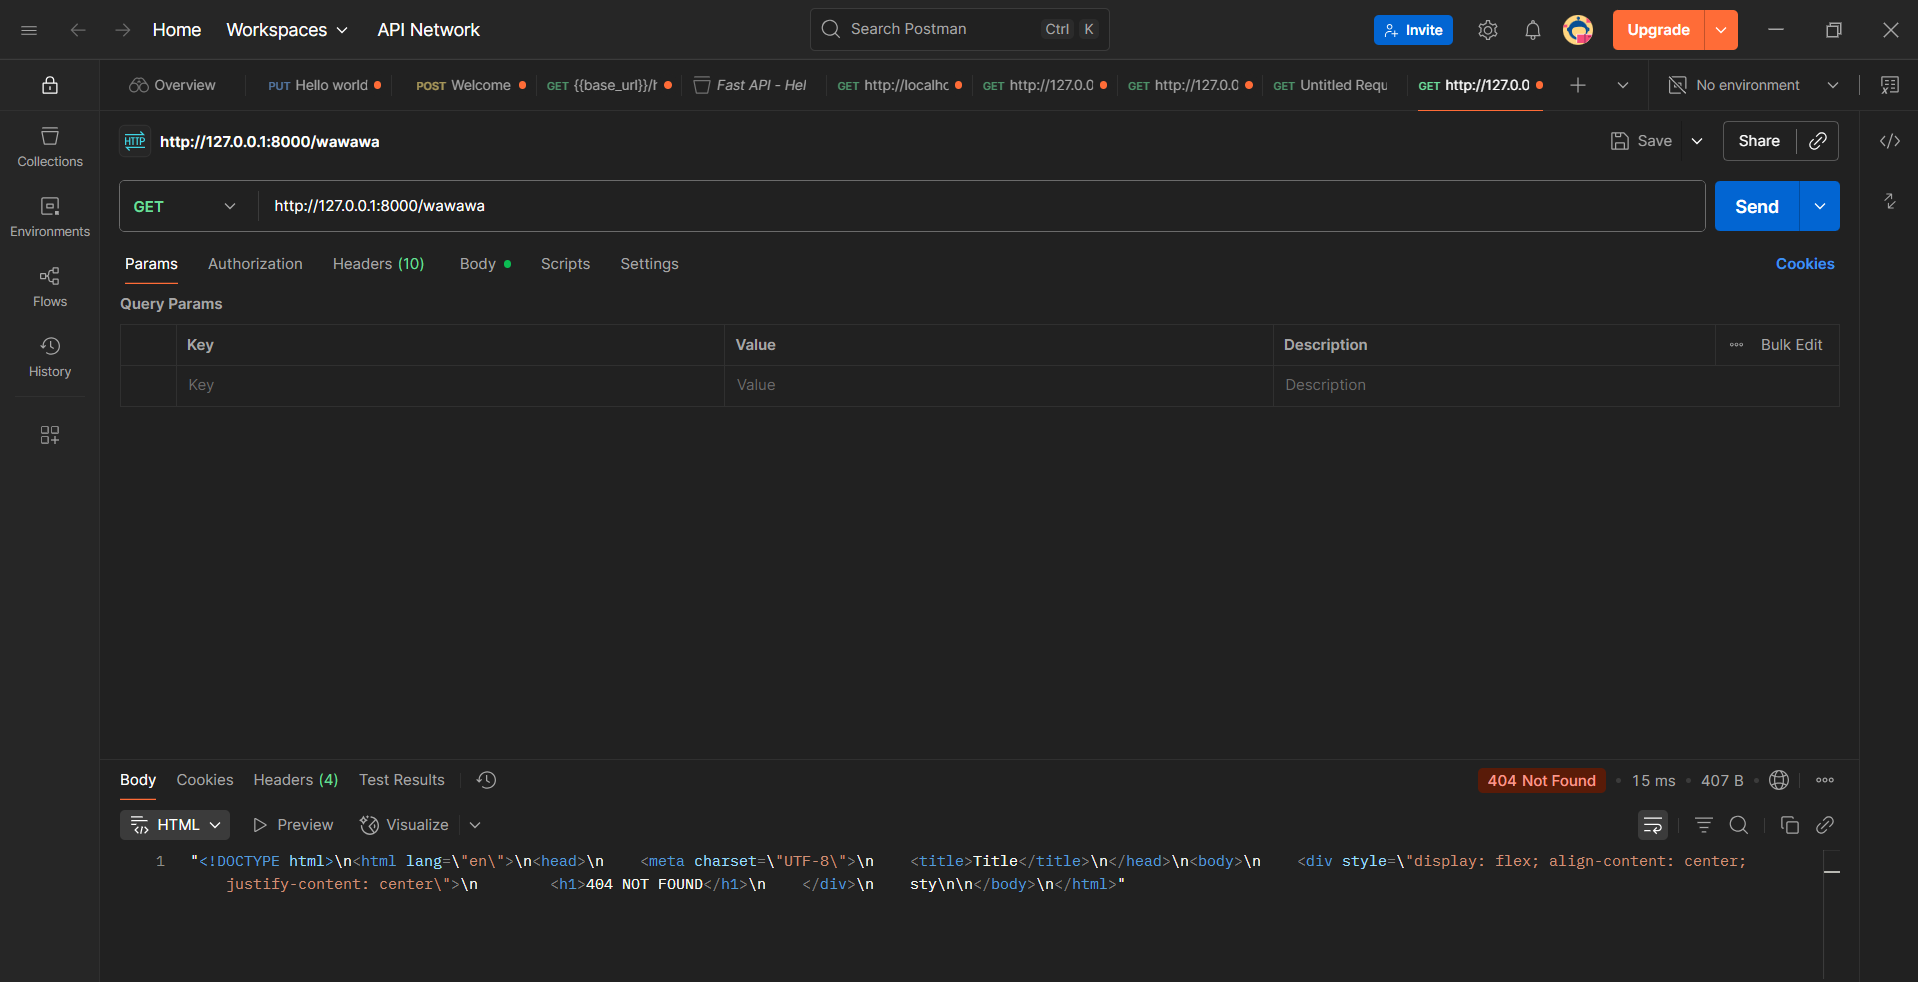 Home Workspaces API Network Search Postman Ctrl K Invite Upgrade
Overview PUT Hello world POST Welcome GET {{base_url}}/h Fast API - Hel GET http://localhc GET http://127.0.0 GET http://127.0.0 GET Untitled Requ GET http://127.0.0 No environment
Collections
Environments
Flows
History
HTTP http://127.0.0.1:8000/wawawa Save Share
GET http://127.0.0.1:8000/wawawa Send
Params Authorization Headers (10) Body Scripts Settings Cookies
Query Params
Key Value Description Bulk Edit
Key Value Description
Body Cookies Headers (4) Test Results 404 Not Found 15 ms 407 B
HTML Preview Visualize
1 "<!DOCTYPE html>\n<html lang=\"en\">\n<head>\n    <meta charset=\"UTF-8\">\n    <title>Title</title>\n</head>\n<body>\n    <div style=\"display: flex; align-content: center;
justify-content: center\">\n        <h1>404 NOT FOUND</h1>\n    </div>\n    sty\n\n</body>\n</html>"